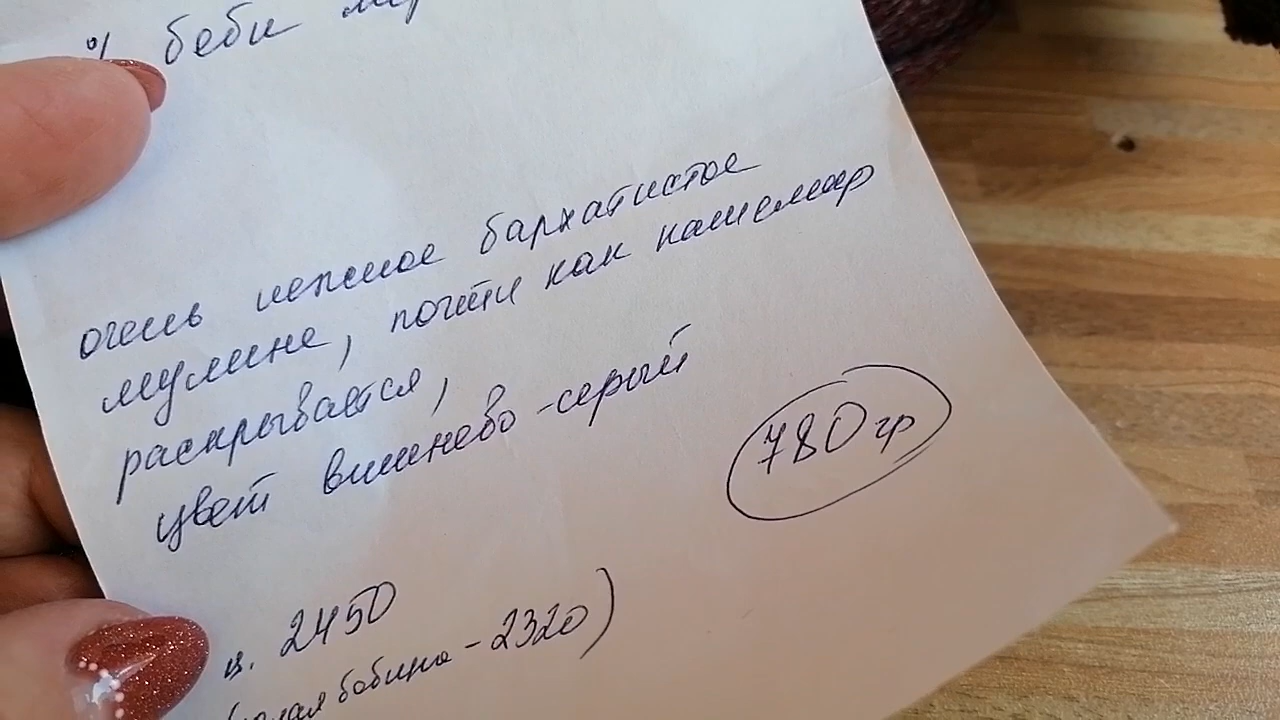 % беби
очень нежное бархатистое
мулине, почти как кашемир
раскрывается,
цвет вишнево-серый
780 гр
ц. 2450
бобина - 2320)